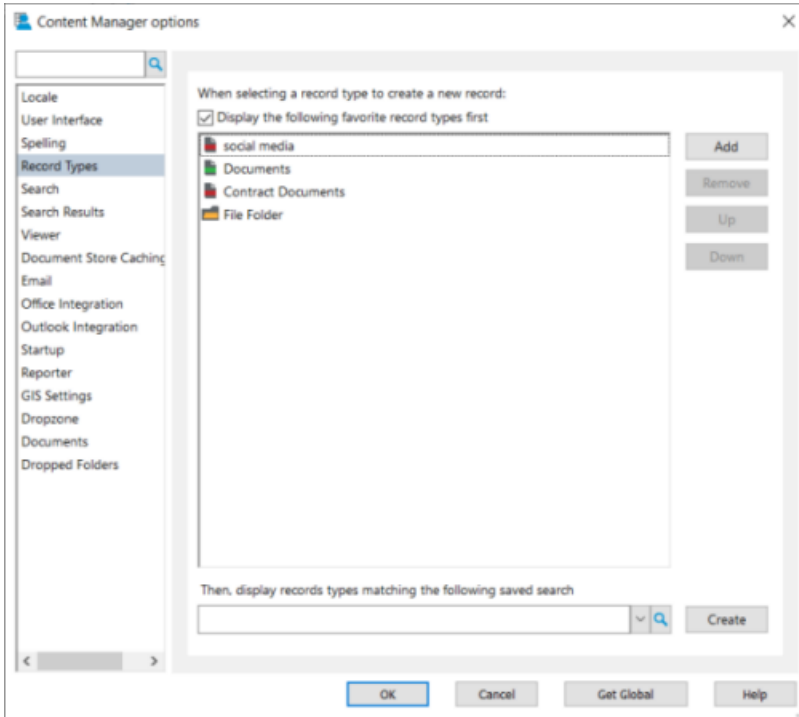 Content Manager options
Locale
User Interface
Spelling
Record Types
Search
Search Results
Viewer
Document Store Caching
Email
Office Integration
Outlook Integration
Startup
Reporter
GIS Settings
Dropzone
Documents
Dropped Folders
When selecting a record type to create a new record:
Display the following favorite record types first
social media
Documents
Contract Documents
File Folder
Add
Remove
Up
Down
Then, display records types matching the following saved search
Create
OK
Cancel
Get Global
Help